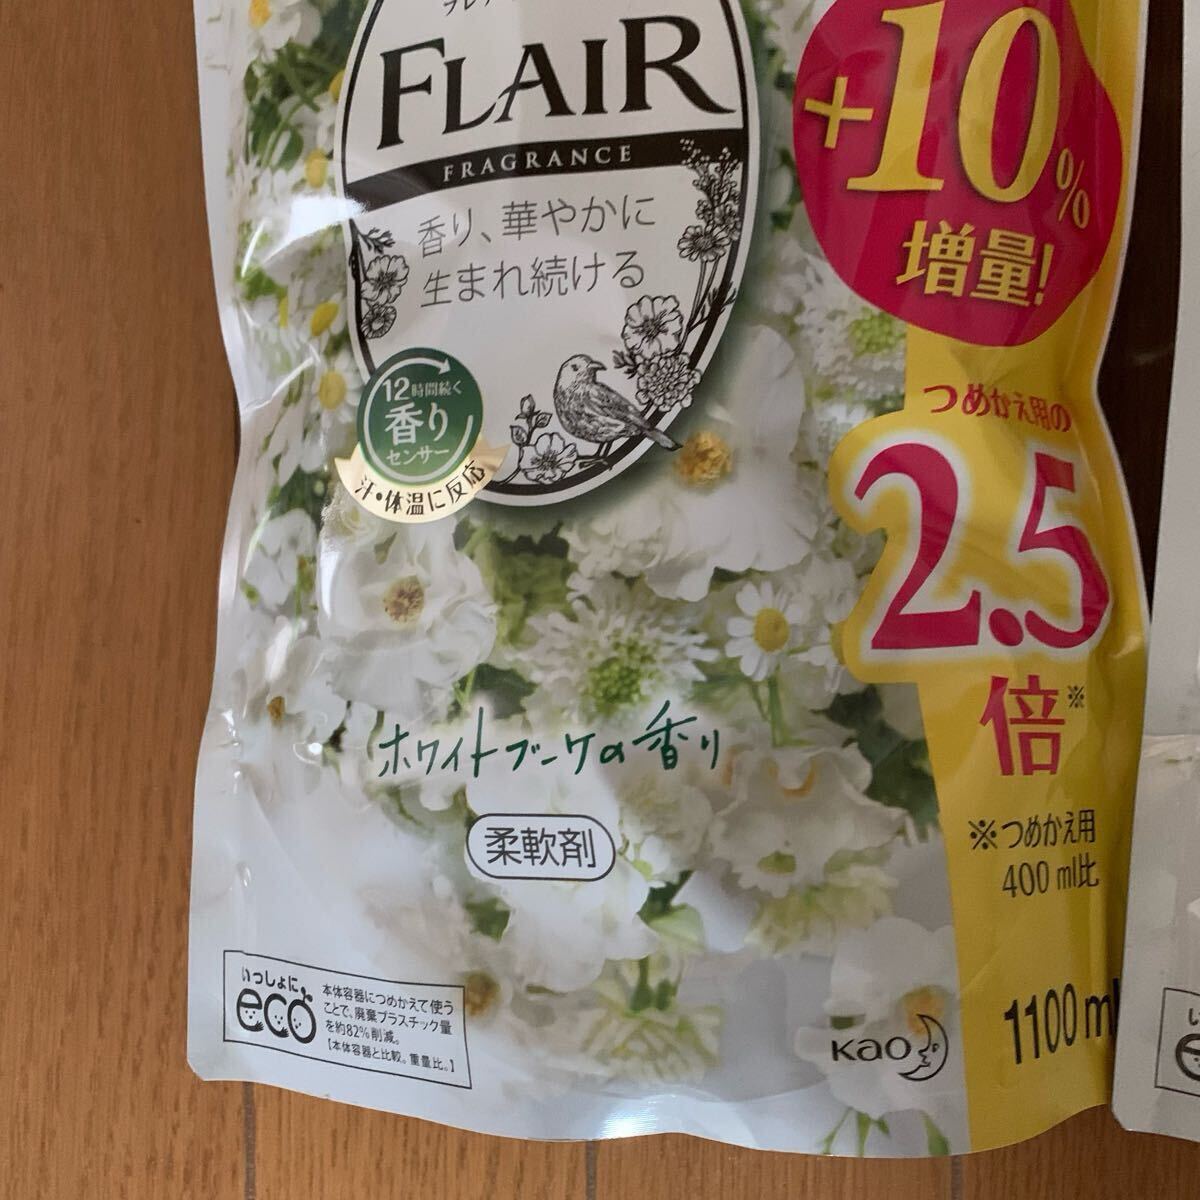 FLAIR
FRAGRANCE
香り、華やかに
生まれ続ける
12時間続く
香り
センサー
汗・体温に反応
+10%
増量!
つめかえ用の
2.5
倍※
※つめかえ用
400 ml比
ホワイトブーケの香り
柔軟剤
いっしょに
eco
本体容器につめかえて使う
ことで、廃棄プラスチック量
を約82%削減。
【本体容器と比較。重量比。】
Kao
1100 ml